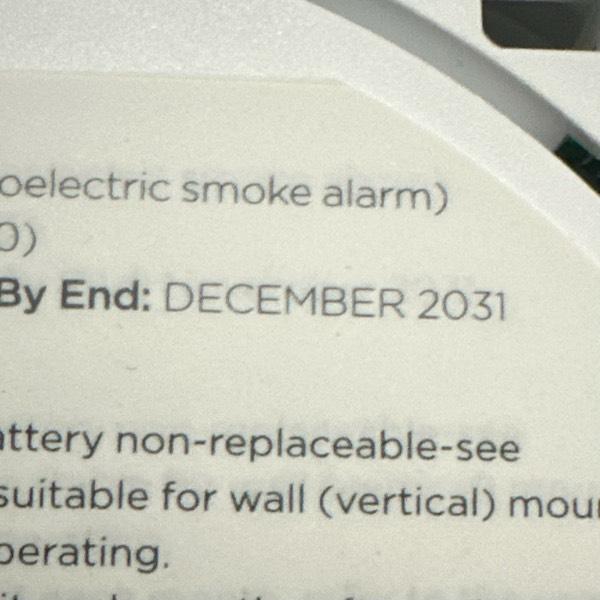 oelectric smoke alarm)
0)
By End: DECEMBER 2031
attery non-replaceable-see
suitable for wall (vertical) mou
perating.